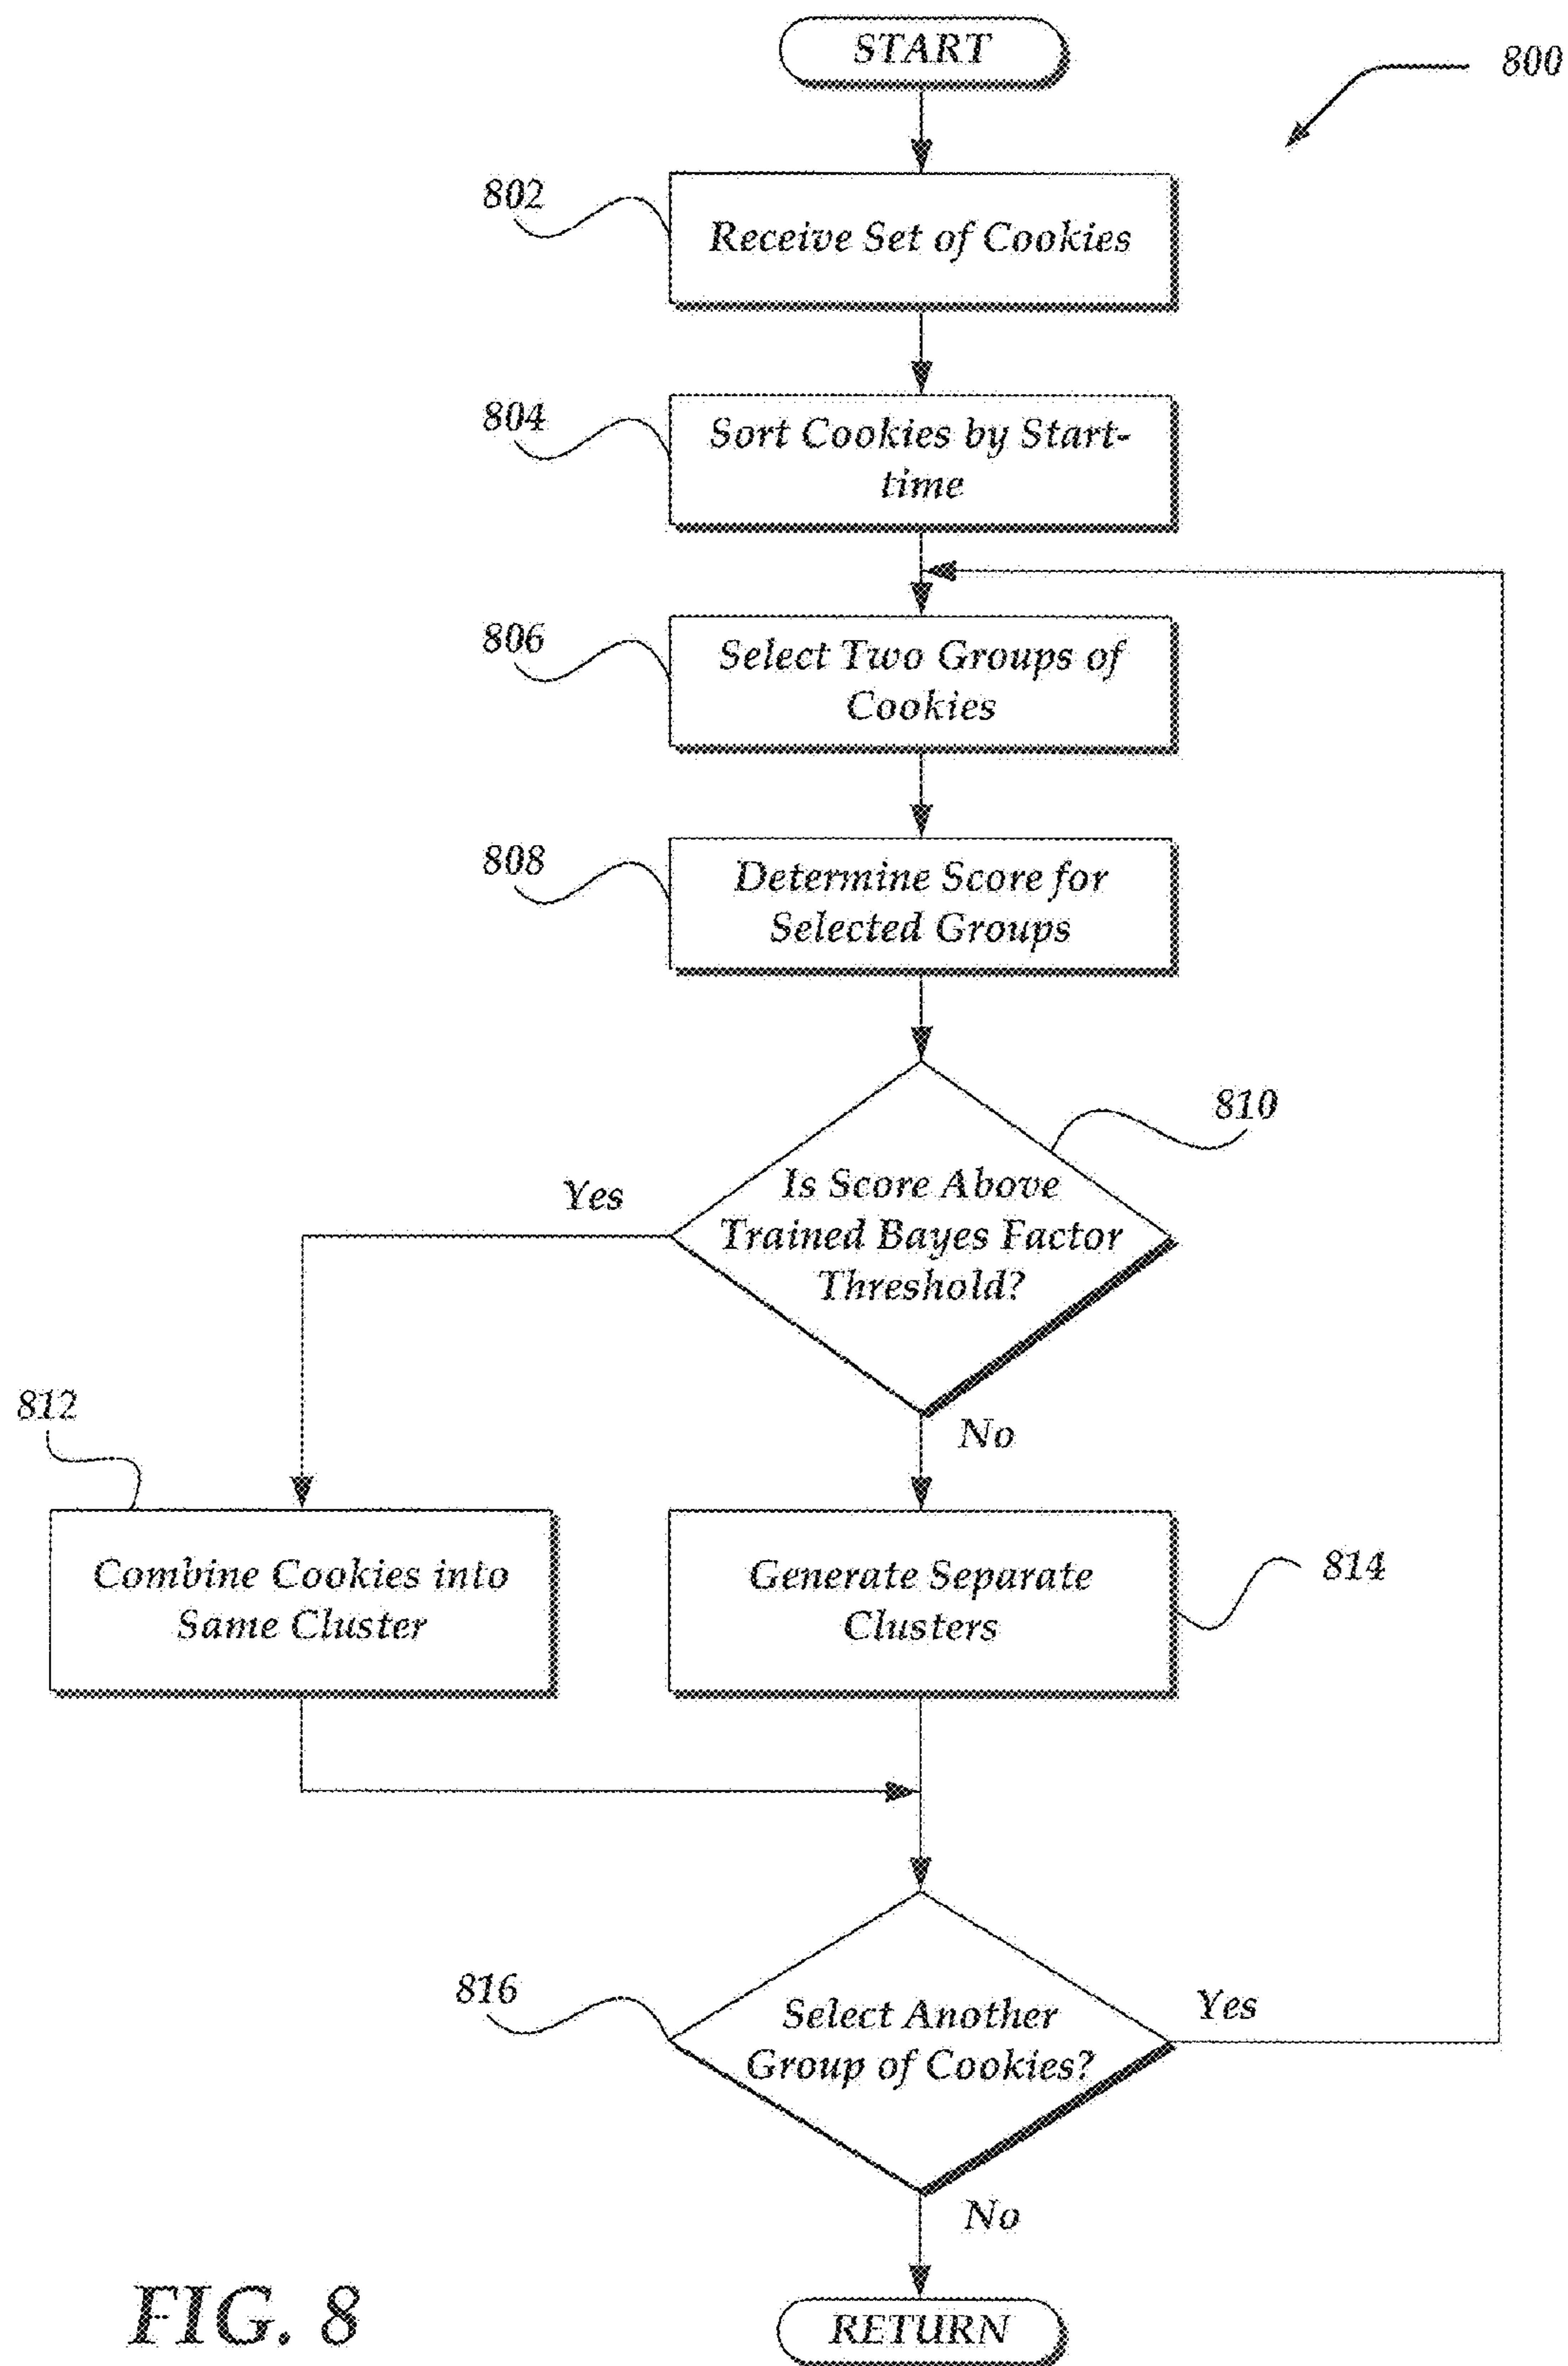 START
800
802
Receive Set of Cookies
804
Sort Cookies by Start-
time
806
Select Two Groups of
Cookies
808
Determine Score for
Selected Groups
810
Is Score Above
Trained Bayes Factor
Threshold?
Yes
No
812
Combine Cookies into
Same Cluster
Generate Separate
Clusters
814
816
Select Another
Group of Cookies?
Yes
No
RETURN
FIG. 8